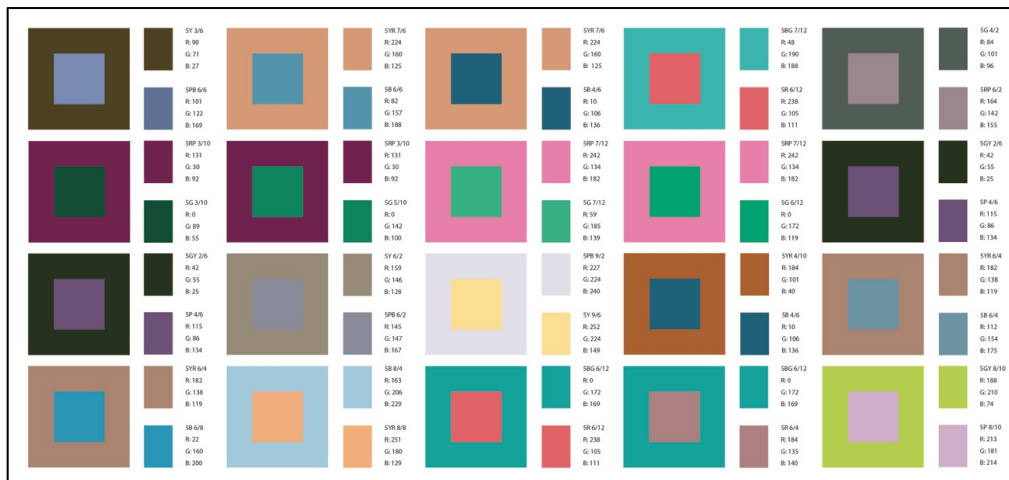 5Y 3/6
R: 90
G: 71
B: 27
5PB 6/6
R: 101
G: 122
B: 169
5YR 7/6
R: 224
G: 160
B: 125
5B 6/6
R: 82
G: 157
B: 188
5YR 7/6
R: 224
G: 160
B: 125
5B 4/6
R: 10
G: 106
B: 136
5BG 7/12
R: 48
G: 190
B: 188
5R 6/12
R: 238
G: 105
B: 111
5G 4/2
R: 84
G: 101
B: 96
5RP 6/2
R: 164
G: 142
B: 155
5RP 3/10
R: 131
G: 30
B: 92
5G 3/10
R: 0
G: 89
B: 55
5RP 3/10
R: 131
G: 30
B: 92
5G 5/10
R: 0
G: 142
B: 100
5RP 7/12
R: 242
G: 134
B: 182
5G 7/12
R: 59
G: 185
B: 139
5RP 7/12
R: 242
G: 134
B: 182
5G 6/12
R: 0
G: 172
B: 119
5GY 2/6
R: 42
G: 55
B: 25
5P 4/6
R: 115
G: 86
B: 134
5GY 2/6
R: 42
G: 55
B: 25
5P 4/6
R: 115
G: 86
B: 134
5Y 6/2
R: 159
G: 146
B: 128
5PB 6/2
R: 145
G: 147
B: 167
5PB 9/2
R: 227
G: 224
B: 240
5Y 9/6
R: 252
G: 224
B: 149
5YR 4/10
R: 184
G: 101
B: 40
5B 4/6
R: 10
G: 106
B: 136
5YR 6/4
R: 182
G: 138
B: 119
5B 6/4
R: 112
G: 154
B: 175
5YR 6/4
R: 182
G: 138
B: 119
5B 6/8
R: 22
G: 160
B: 200
5B 8/4
R: 163
G: 206
B: 229
5YR 8/8
R: 251
G: 180
B: 129
5BG 6/12
R: 0
G: 172
B: 169
5R 6/12
R: 238
G: 105
B: 111
5BG 6/12
R: 0
G: 172
B: 169
5R 6/4
R: 184
G: 135
B: 140
5GY 8/10
R: 188
G: 210
B: 74
5P 8/10
R: 213
G: 181
B: 214